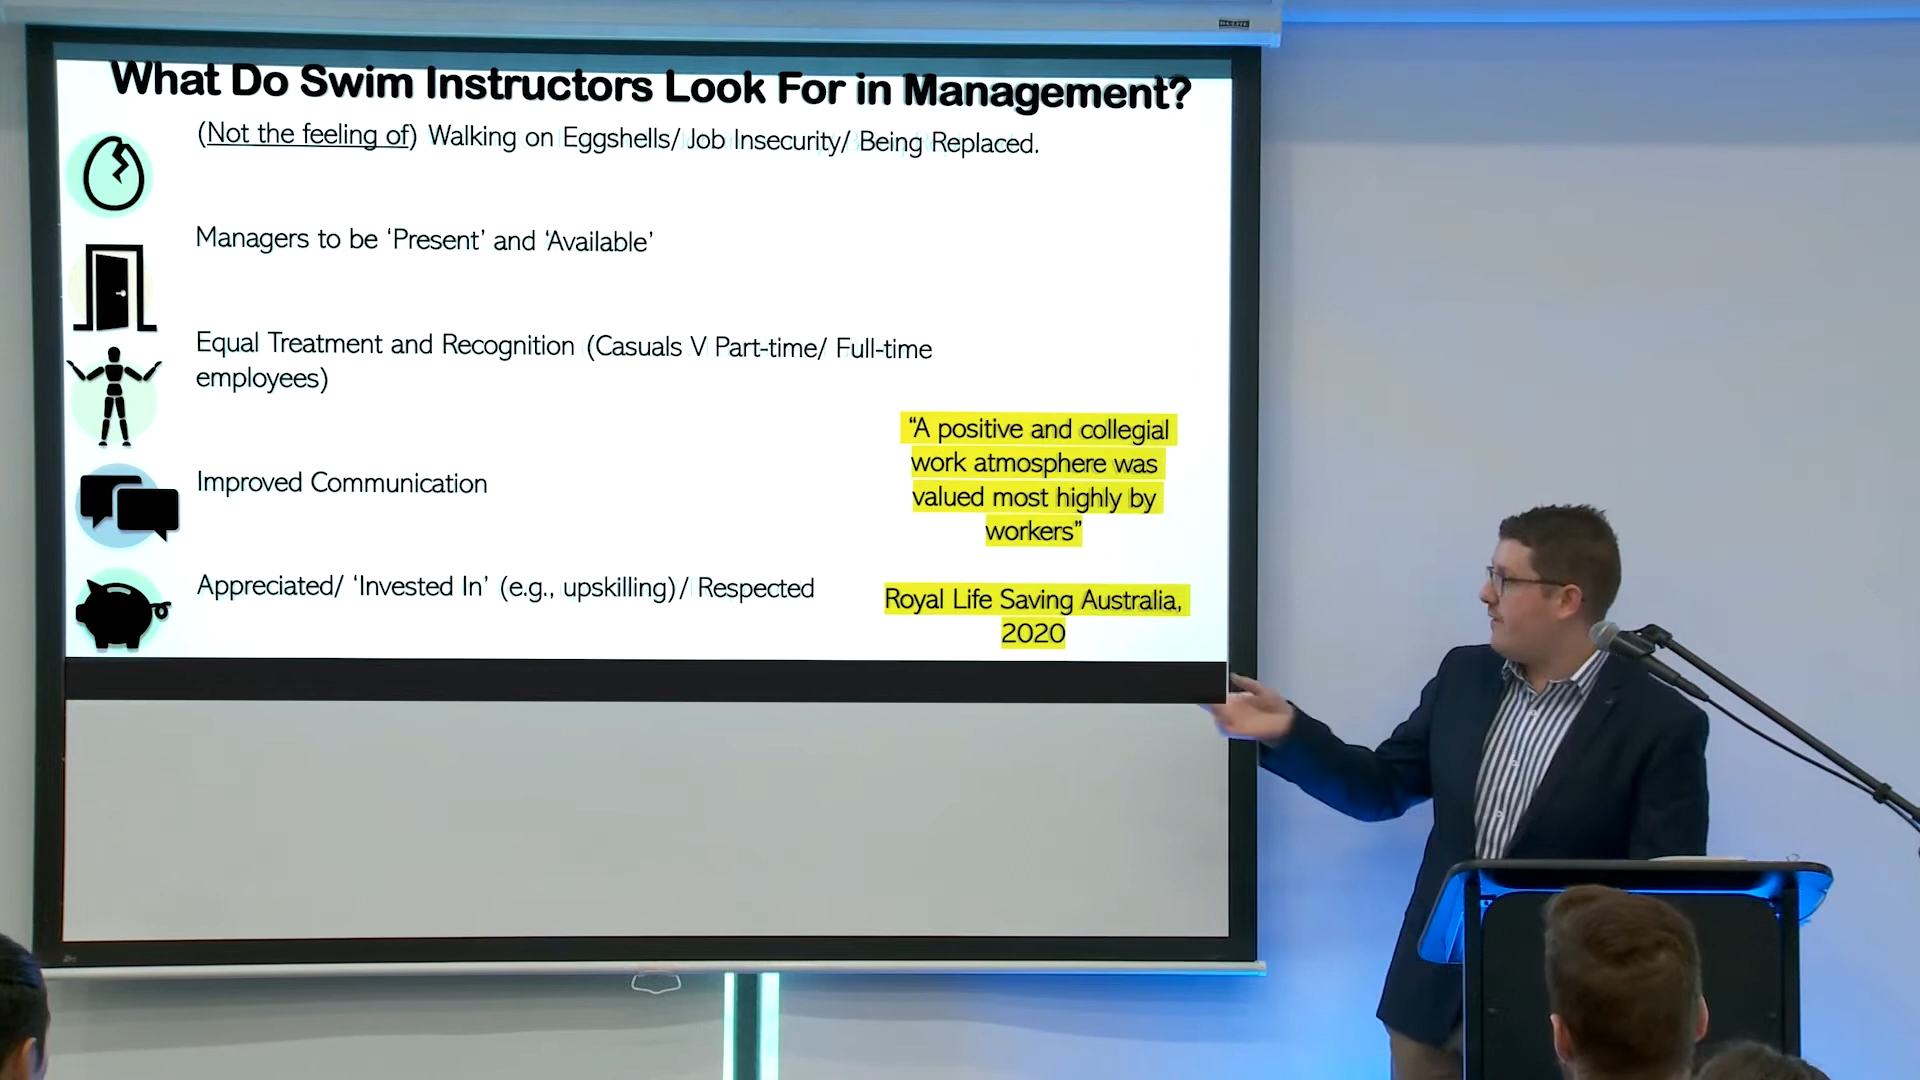 What Do Swim Instructors Look For in Management?
(Not the feeling of) Walking on Eggshells/ Job Insecurity/ Being Replaced.
Managers to be ‘Present’ and ‘Available’
Equal Treatment and Recognition (Casuals V Part-time/ Full-time
employees)
Improved Communication
Appreciated/ ‘Invested In’ (e.g., upskilling)/ Respected
“A positive and collegial
work atmosphere was
valued most highly by
workers”
Royal Life Saving Australia,
2020